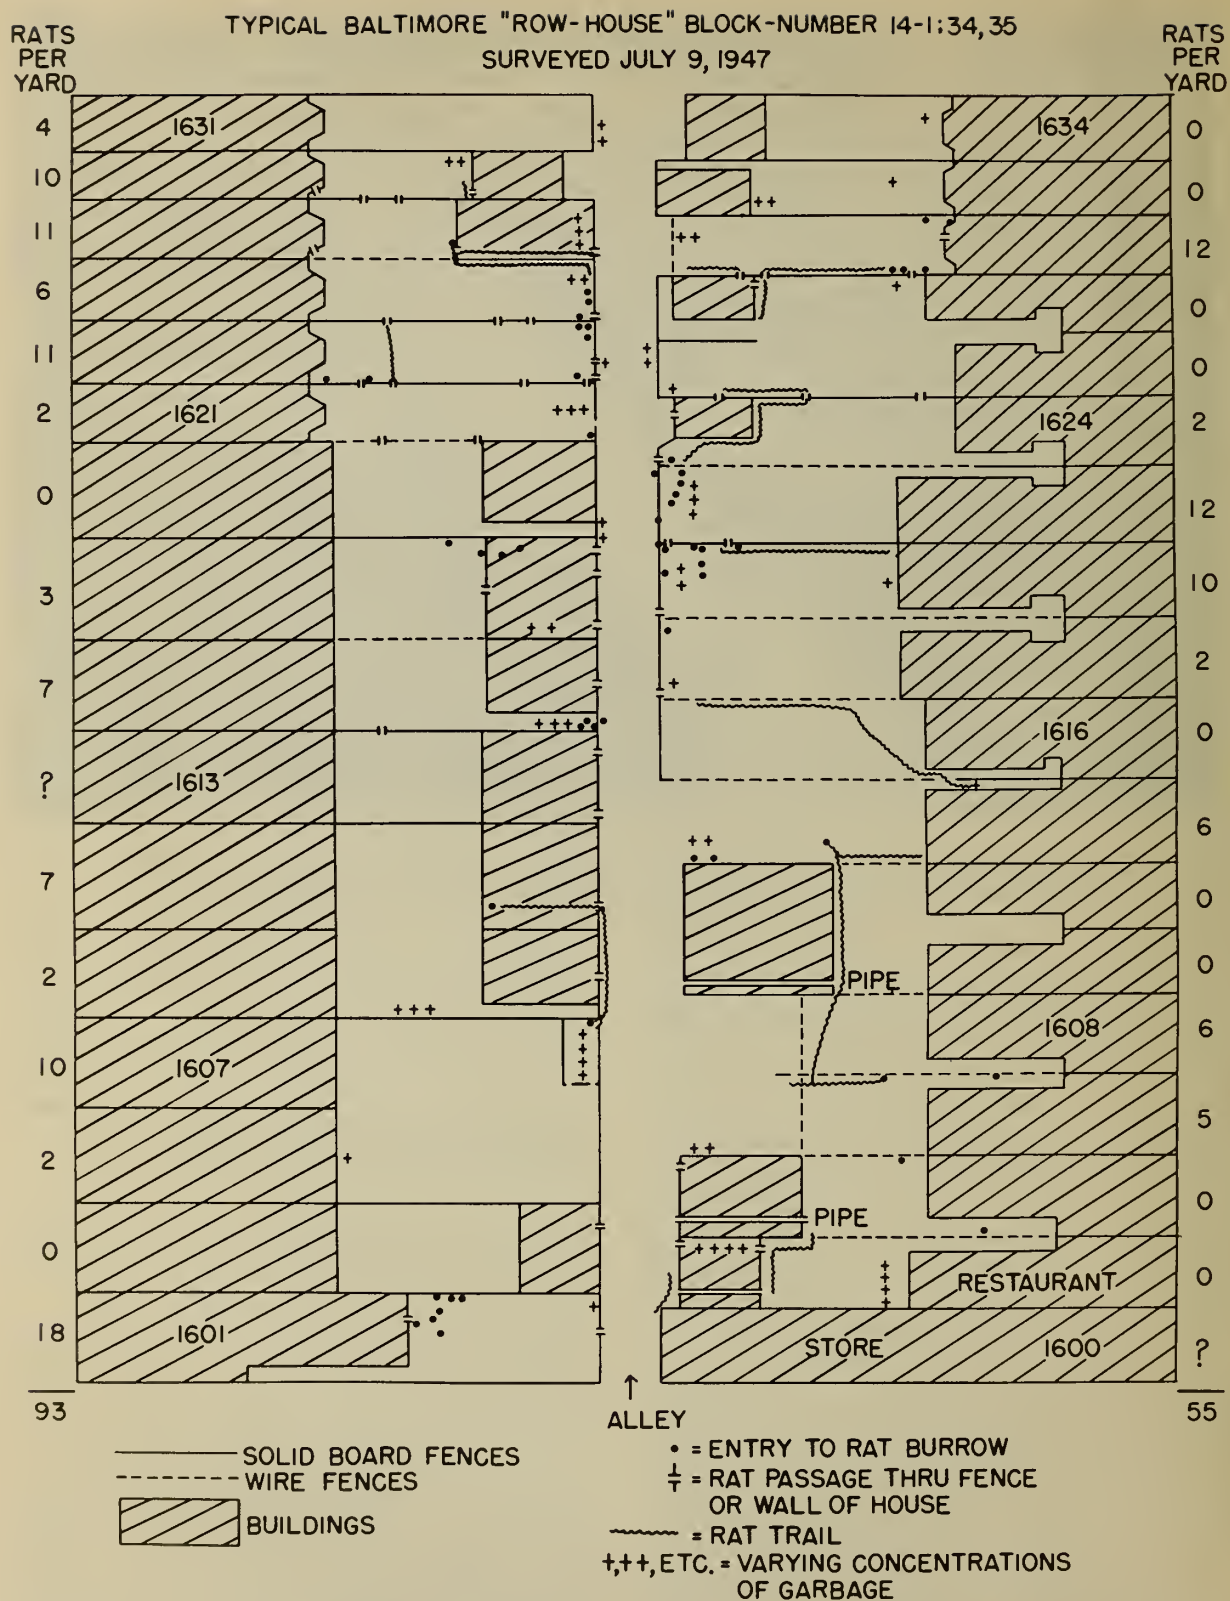 TYPICAL BALTIMORE "ROW-HOUSE" BLOCK-NUMBER 14-1:34,35
SURVEYED JULY 9, 1947
RATS
PER
YARD
4
10
11
6
11
2
0
3
7
?
7
2
10
2
0
18
93
1631
1621
1613
1607
1601
RATS
PER
YARD
0
0
12
0
0
2
12
10
2
0
6
0
0
6
5
0
0
?
55
1634
1624
1616
PIPE
1608
PIPE
RESTAURANT
STORE 1600
↑
ALLEY
SOLID BOARD FENCES
WIRE FENCES
BUILDINGS
• = ENTRY TO RAT BURROW
= RAT PASSAGE THRU FENCE
OR WALL OF HOUSE
= RAT TRAIL
+,++, ETC. = VARYING CONCENTRATIONS
OF GARBAGE